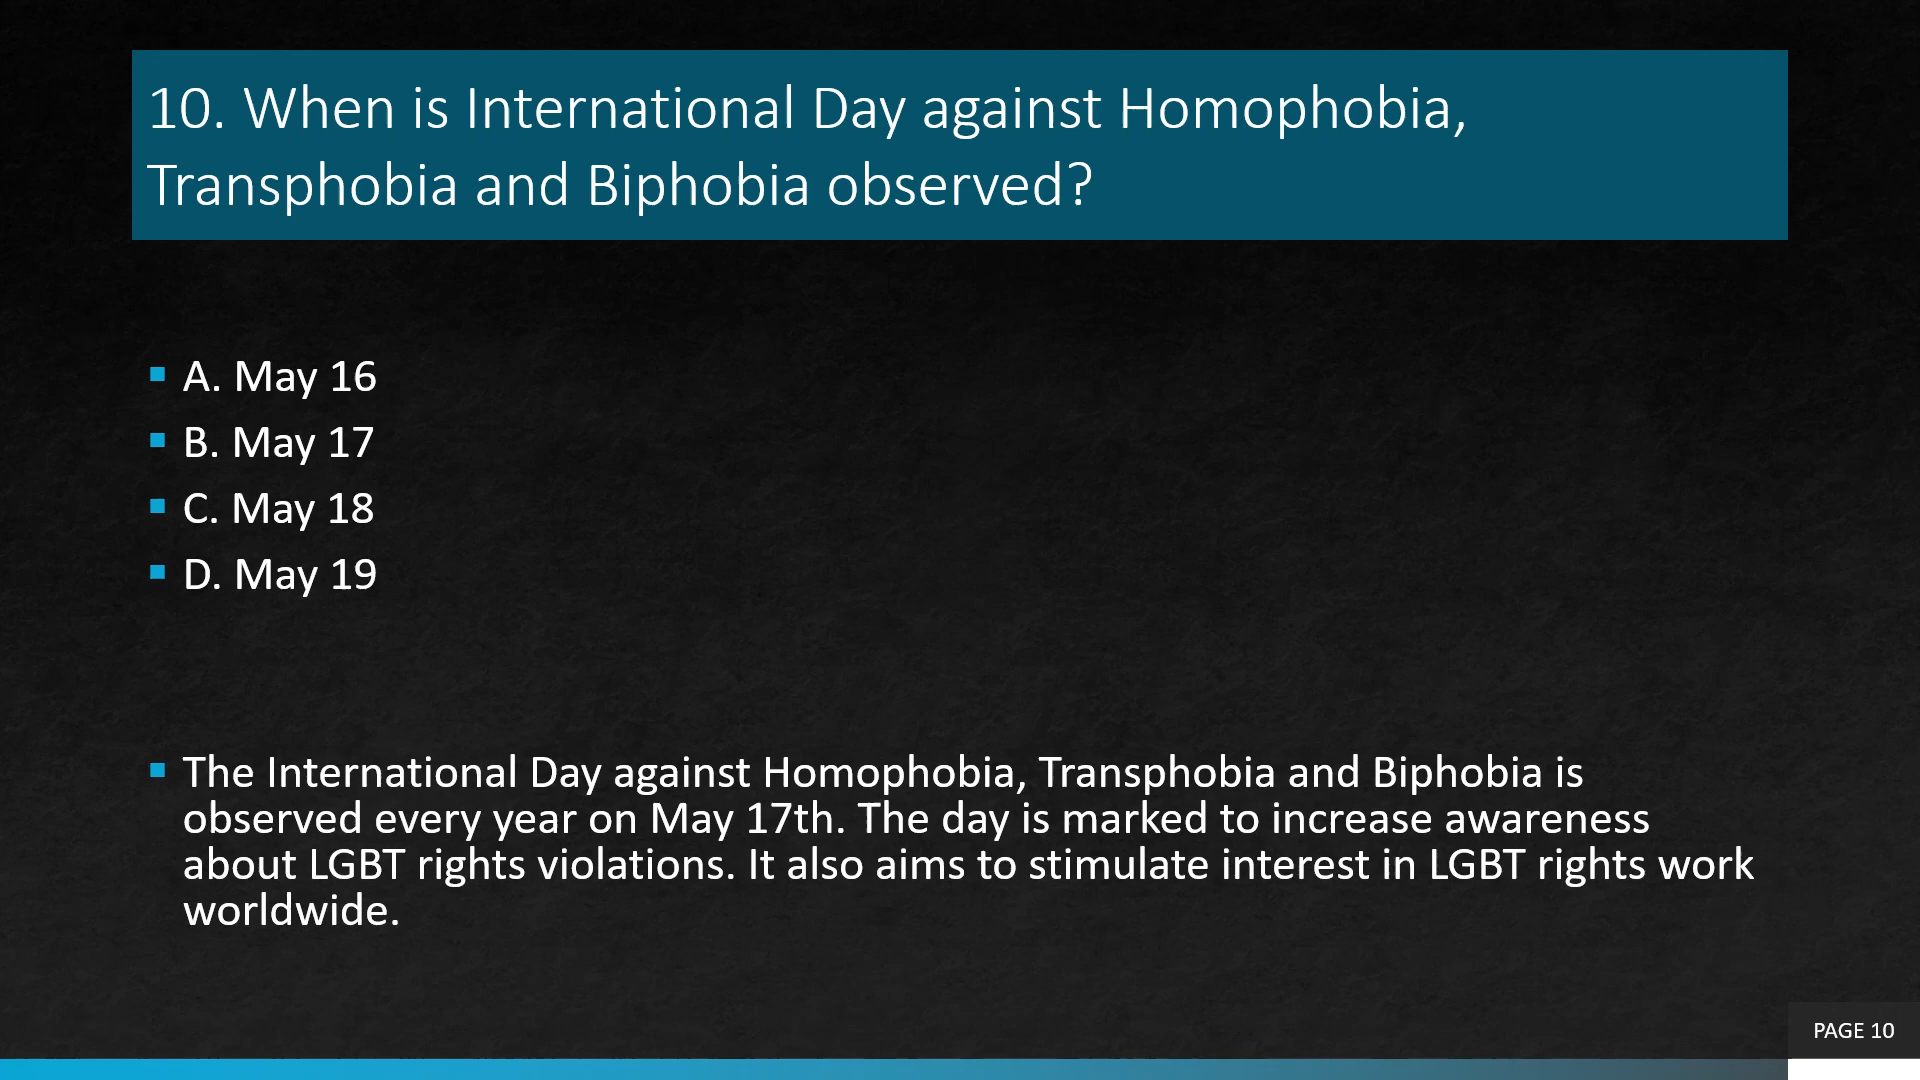 10. When is International Day against Homophobia,
Transphobia and Biphobia observed?
A. May 16
B. May 17
C. May 18
D. May 19
The International Day against Homophobia, Transphobia and Biphobia is
observed every year on May 17th. The day is marked to increase awareness
about LGBT rights violations. It also aims to stimulate interest in LGBT rights work
worldwide.
PAGE 10